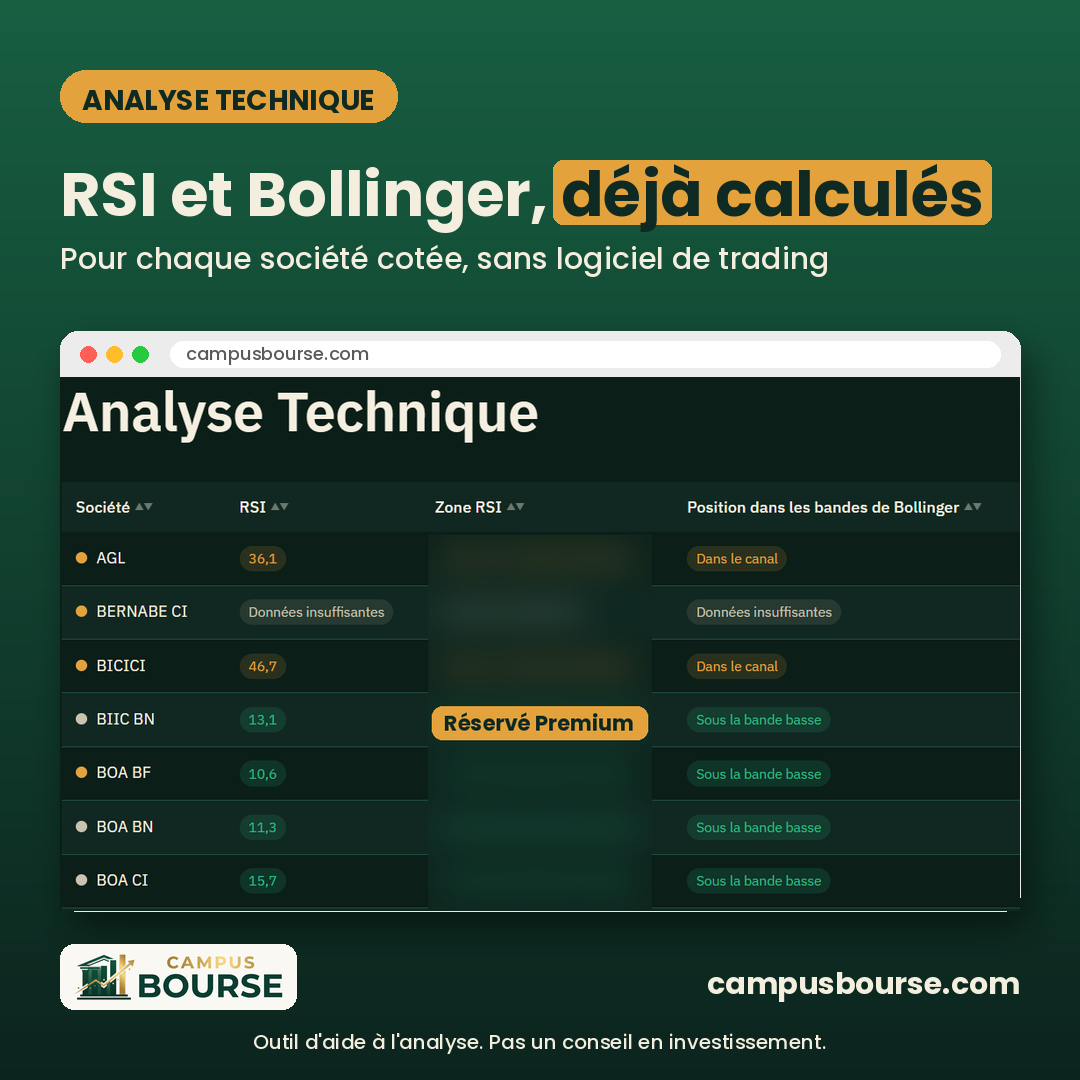 ANALYSE TECHNIQUE
RSI et Bollinger, déjà calculés
Pour chaque société cotée, sans logiciel de trading
campusbourse.com
Analyse Technique
Société ▲▼ RSI ▲▼ Zone RSI ▲▼ Position dans les bandes de Bollinger ▲▼
AGL 36,1 Dans le canal
BERNABE CI Données insuffisantes Données insuffisantes
BICICI 46,7 Dans le canal
BIIC BN 13,1 Réservé Premium Sous la bande basse
BOA BF 10,6 Sous la bande basse
BOA BN 11,3 Sous la bande basse
BOA CI 15,7 Sous la bande basse
CAMPUS
BOURSE
campusbourse.com
Outil d'aide à l'analyse. Pas un conseil en investissement.